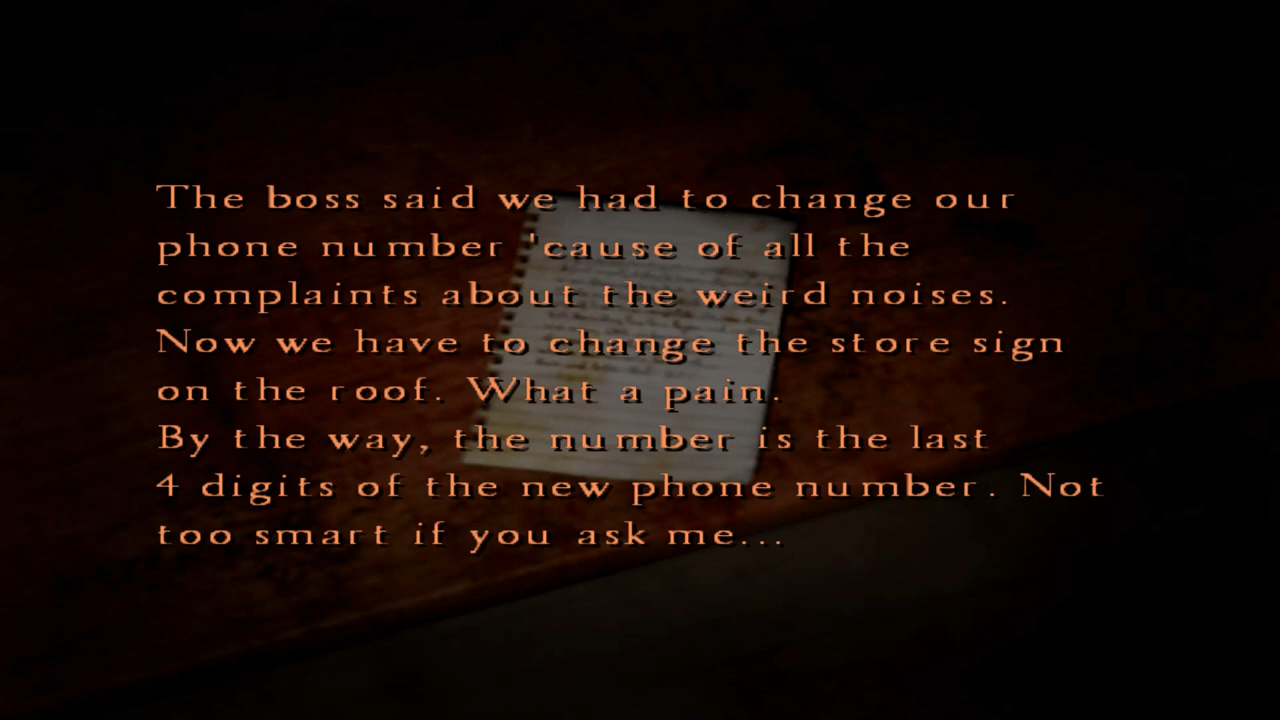 The boss said we had to change our
phone number 'cause of all the
complaints about the weird noises.
Now we have to change the store sign
on the roof. What a pain.
By the way, the number is the last
4 digits of the new phone number. Not
too smart if you ask me...